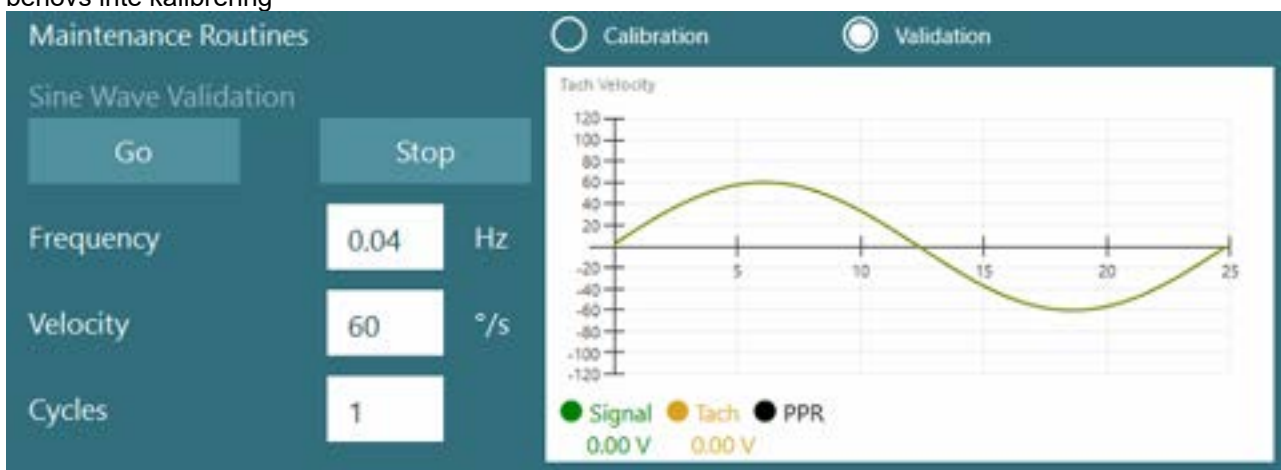 behövs inte kalibrering
Maintenance Routines
Calibration
Validation
Sine Wave Validation
Go
Stop
Frequency
0.04
Hz
Velocity
60
°/s
Cycles
1
Tach Velocity
120
100
80
60
40
20
-20
-40
-60
-80
-100
-120
5
10
15
20
25
Signal
Tach
PPR
0.00 V
0.00 V